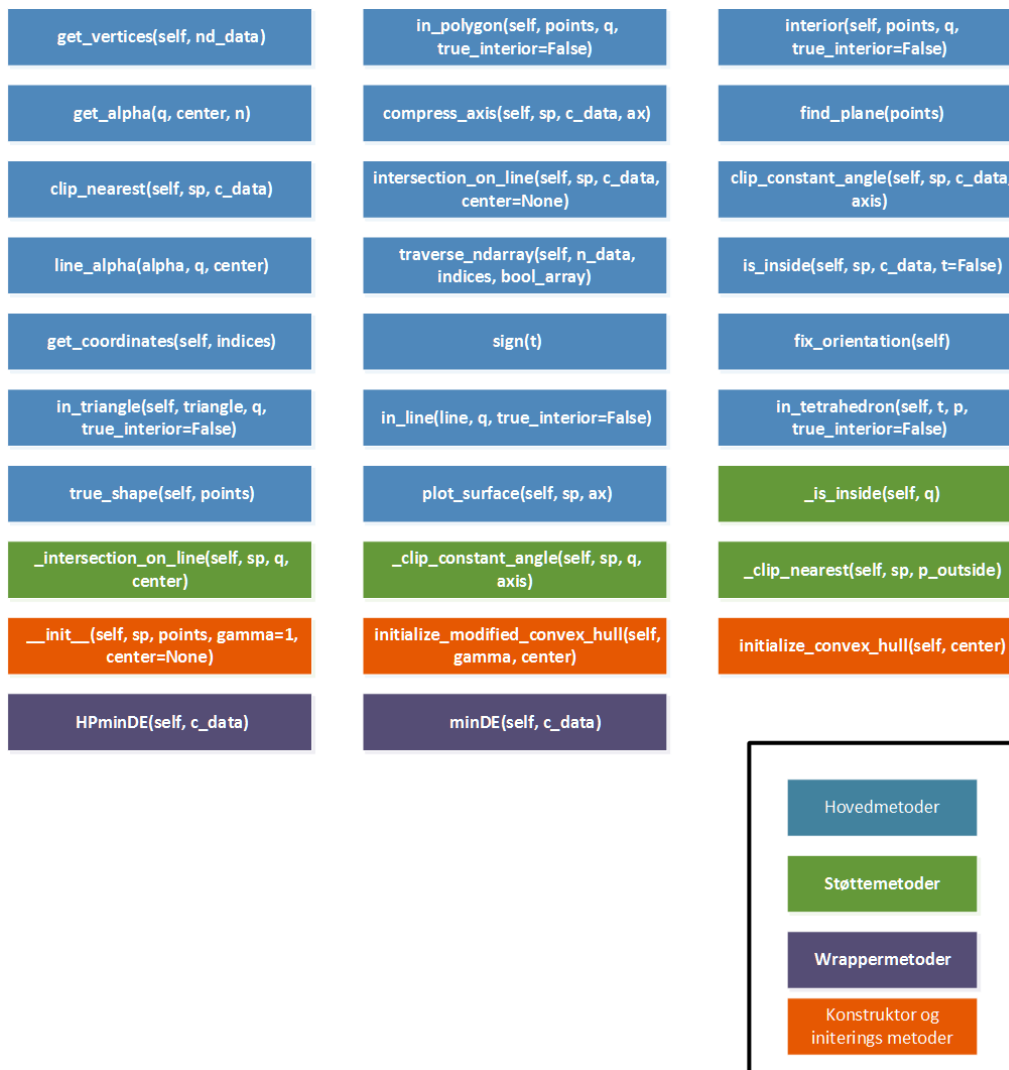 get_vertices(self, nd_data)
in_polygon(self, points, q,
true_interior=False)
interior(self, points, q,
true_interior=False)
get_alpha(q, center, n)
compress_axis(self, sp, c_data, ax)
find_plane(points)
clip_nearest(self, sp, c_data)
intersection_on_line(self, sp, c_data,
center=None)
clip_constant_angle(self, sp, c_data,
axis)
line_alpha(alpha, q, center)
traverse_ndarray(self, n_data,
indices, bool_array)
is_inside(self, sp, c_data, t=False)
get_coordinates(self, indices)
sign(t)
fix_orientation(self)
in_triangle(self, triangle, q,
true_interior=False)
in_line(line, q, true_interior=False)
in_tetrahedron(self, t, p,
true_interior=False)
true_shape(self, points)
plot_surface(self, sp, ax)
_is_inside(self, q)
_intersection_on_line(self, sp, q,
center)
_clip_constant_angle(self, sp, q,
axis)
_clip_nearest(self, sp, p_outside)
__init__(self, sp, points, gamma=1,
center=None)
initialize_modified_convex_hull(self,
gamma, center)
initialize_convex_hull(self, center)
HPminDE(self, c_data)
minDE(self, c_data)
Hovedmetoder
Støttemetoder
Wrappermetoder
Konstruktor og
initerings metoder